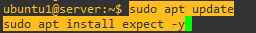 ubuntu1@server:~$ sudo apt update
sudo apt install expect -y